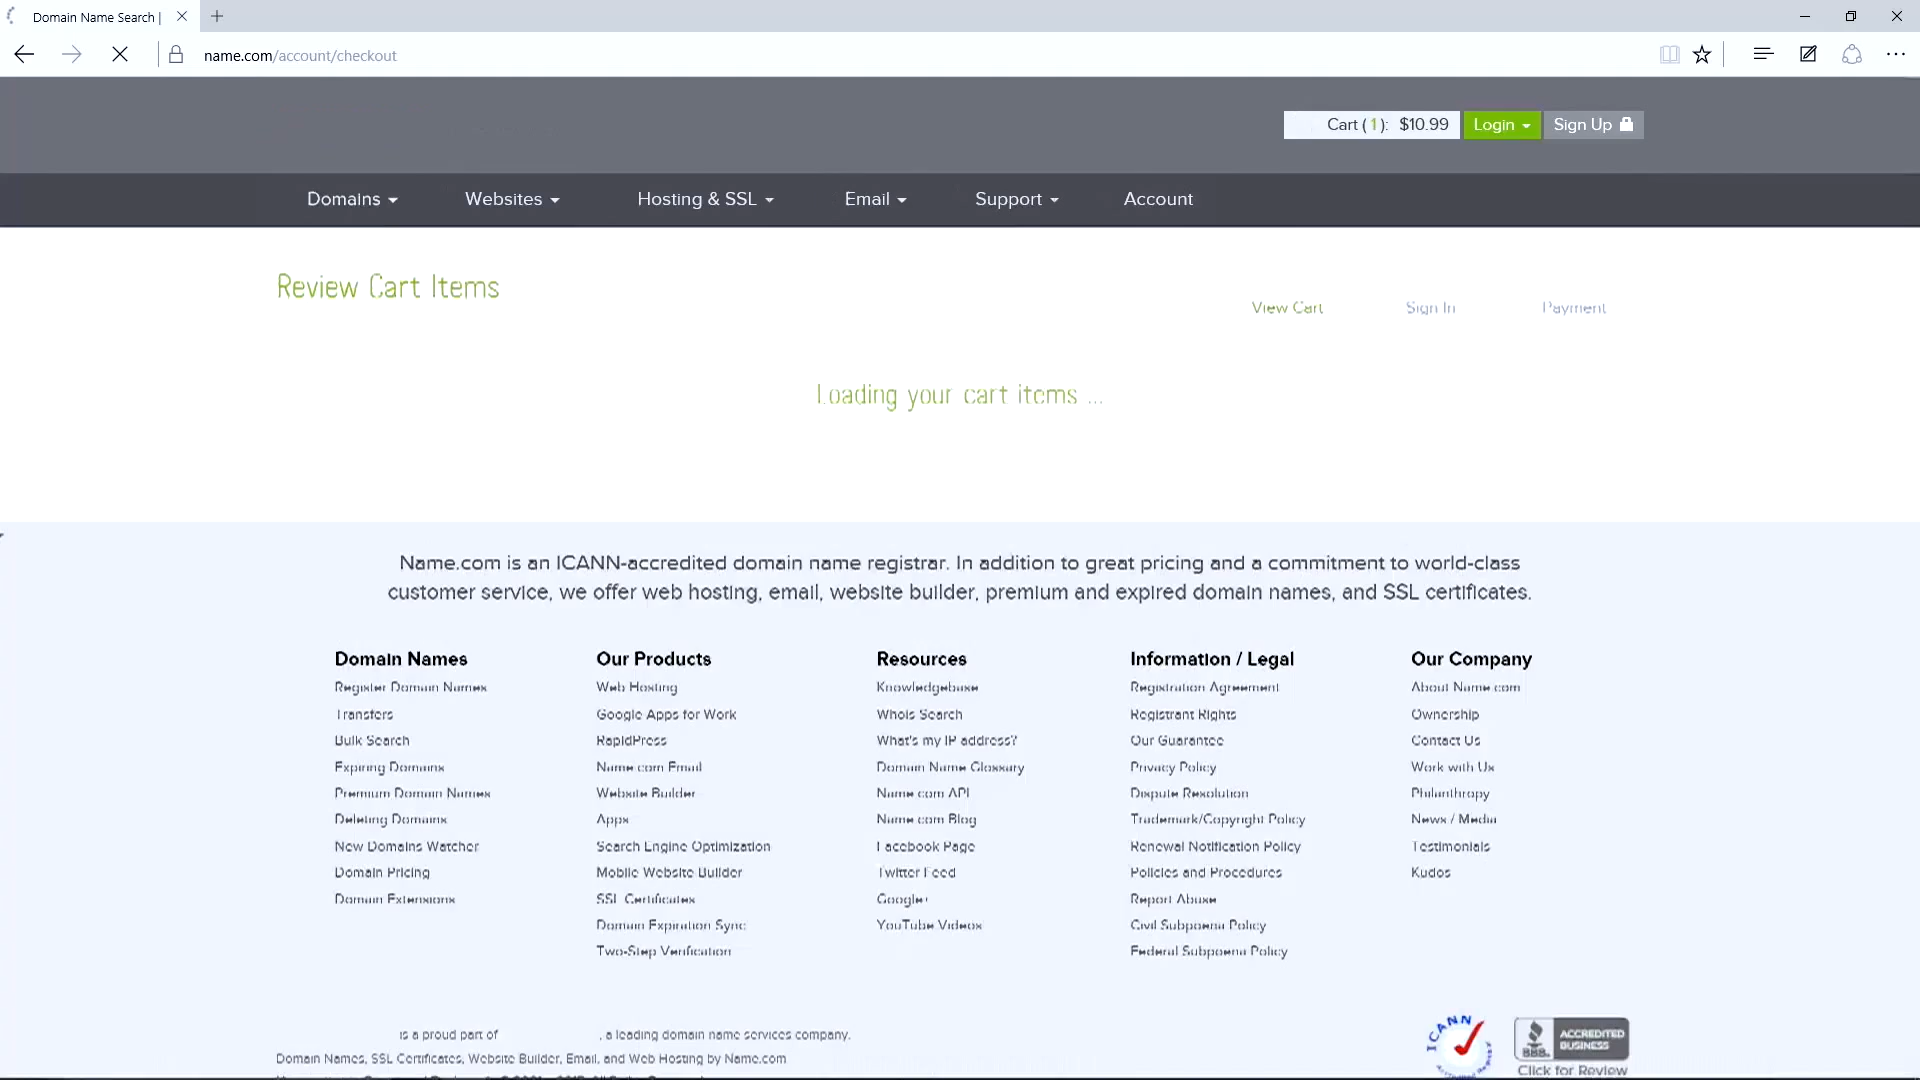 Domain Name Search |
name.com/account/checkout
Cart (1): $10.99 Login Sign Up
Domains Websites Hosting & SSL Email Support Account
Review Cart Items
View Cart Sign In Payment
Loading your cart items ...
Name.com is an ICANN-accredited domain name registrar. In addition to great pricing and a commitment to world-class
customer service, we offer web hosting, email, website builder, premium and expired domain names, and SSL certificates.
Domain Names Our Products Resources Information / Legal Our Company
Register Domain Names Web Hosting Knowledgebase Registration Agreement About Name.com
Transfers Google Apps for Work Whois Search Registrant Rights Ownership
Bulk Search RapidPress What's my IP address? Our Guarantee Contact Us
Expiring Domains Name.com Email Domain Name Glossary Privacy Policy Work with Us
Premium Domain Names Website Builder Name.com API Dispute Resolution Philanthropy
Deleting Domains Apps Name.com Blog Trademark/Copyright Policy News / Media
New Domains Watcher Search Engine Optimization Facebook Page Renewal Notification Policy Testimonials
Domain Pricing Mobile Website Builder Twitter Feed Policies and Procedures Kudos
Domain Extensions SSL Certificates Google+ Report Abuse
Domain Expiration Sync YouTube Videos Civil Subpoena Policy
Two-Step Verification Federal Subpoena Policy
is a proud part of , a leading domain name services company.
Domain Names, SSL Certificates, Website Builder, Email, and Web Hosting by Name.com
ICANN
BBB. ACCREDITED
BUSINESS
Click for Review